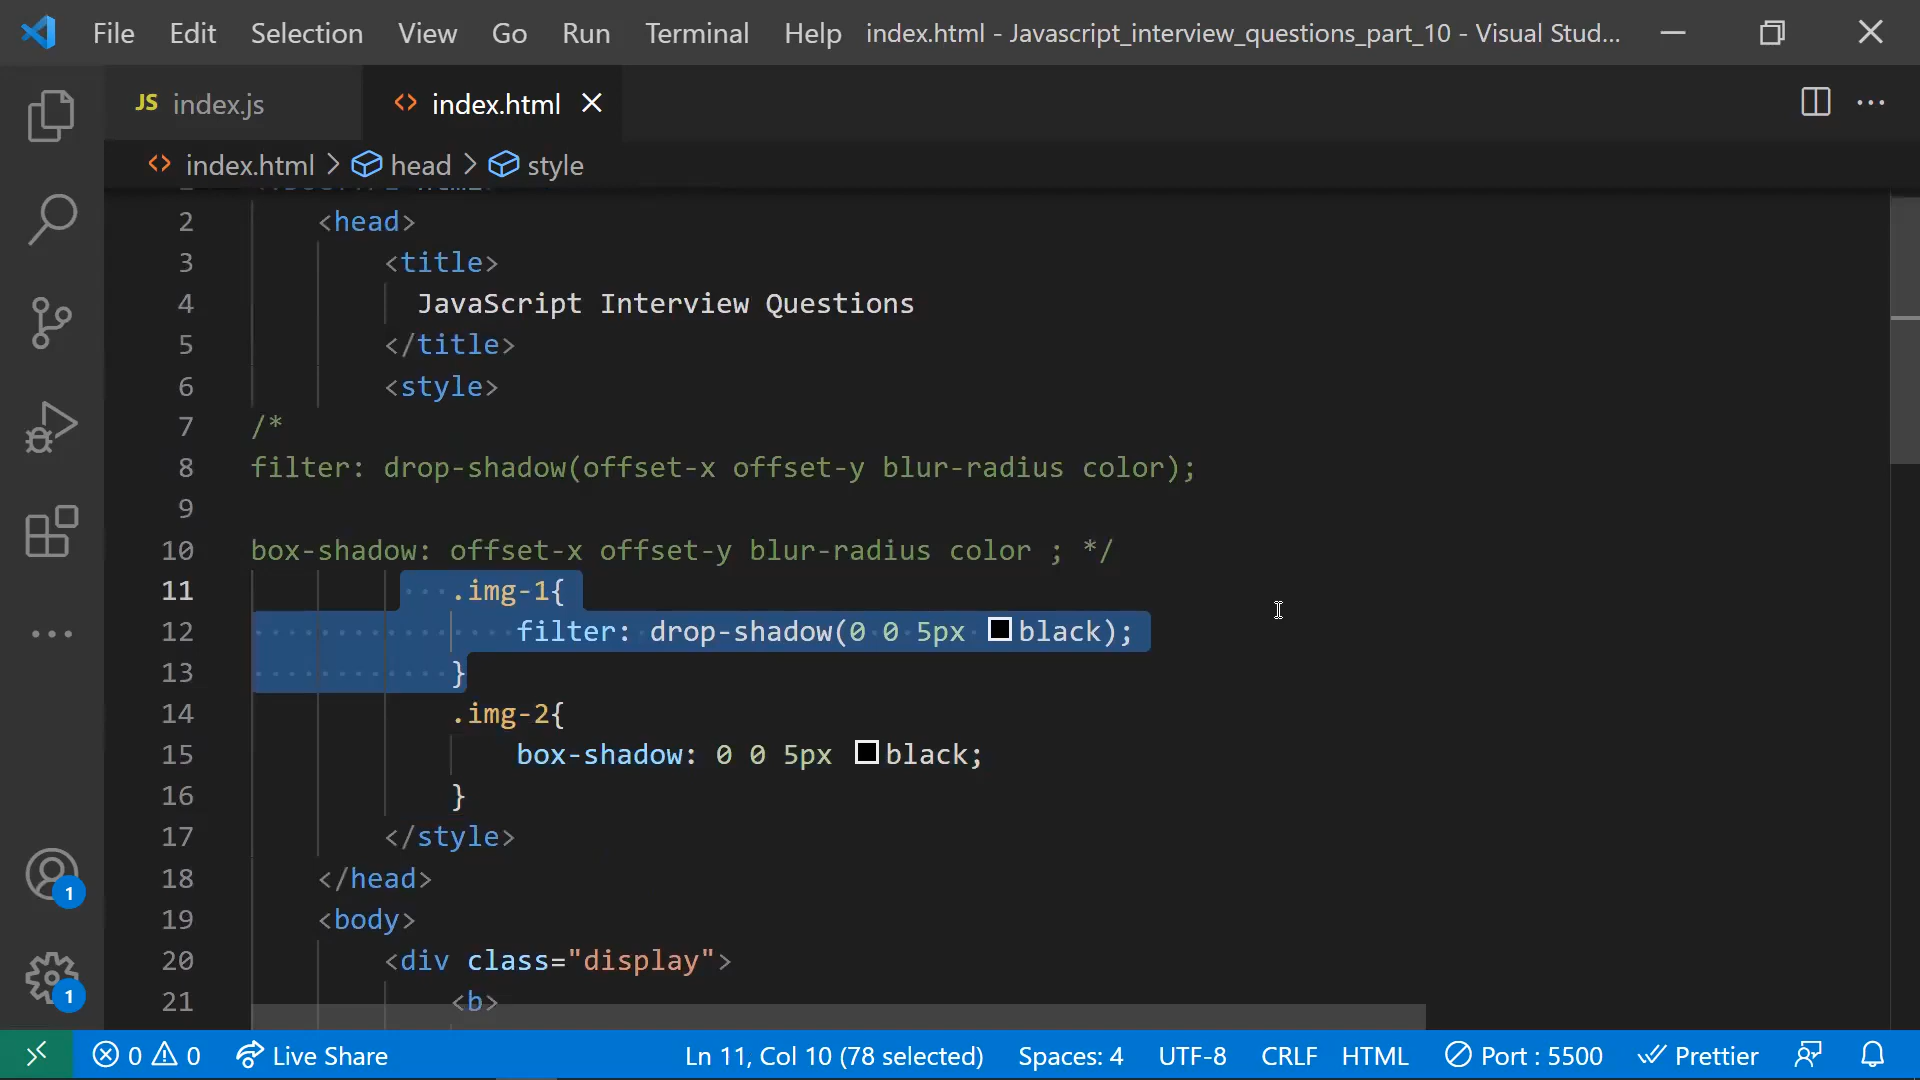 File Edit Selection View Go Run Terminal Help index.html - Javascript_interview_questions_part_10 - Visual Stud...
JS index.js <> index.html
<> index.html > head > style
2 <head>
3 <title>
4 JavaScript Interview Questions
5 </title>
6 <style>
7 /*
8 filter: drop-shadow(offset-x offset-y blur-radius color);
9
10 box-shadow: offset-x offset-y blur-radius color ; */
11 .img-1{
12 filter: drop-shadow(0 0 5px black);
13 }
14 .img-2{
15 box-shadow: 0 0 5px black;
16 }
17 </style>
18 </head>
19 <body>
20 <div class="display">
21 <b>
1
1
0 0 Live Share Ln 11, Col 10 (78 selected) Spaces: 4 UTF-8 CRLF HTML Port : 5500 Prettier